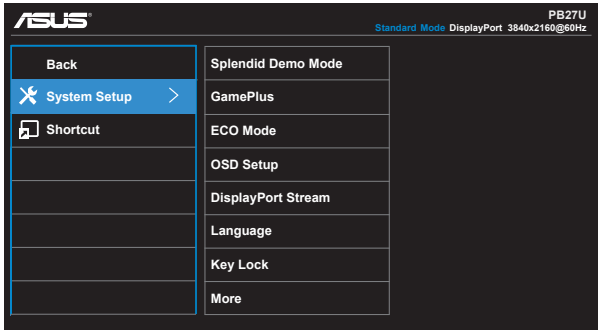 ASUS
PB27U
Standard Mode DisplayPort 3840x2160@60Hz
Back
System Setup
Shortcut
Splendid Demo Mode
GamePlus
ECO Mode
OSD Setup
DisplayPort Stream
Language
Key Lock
More